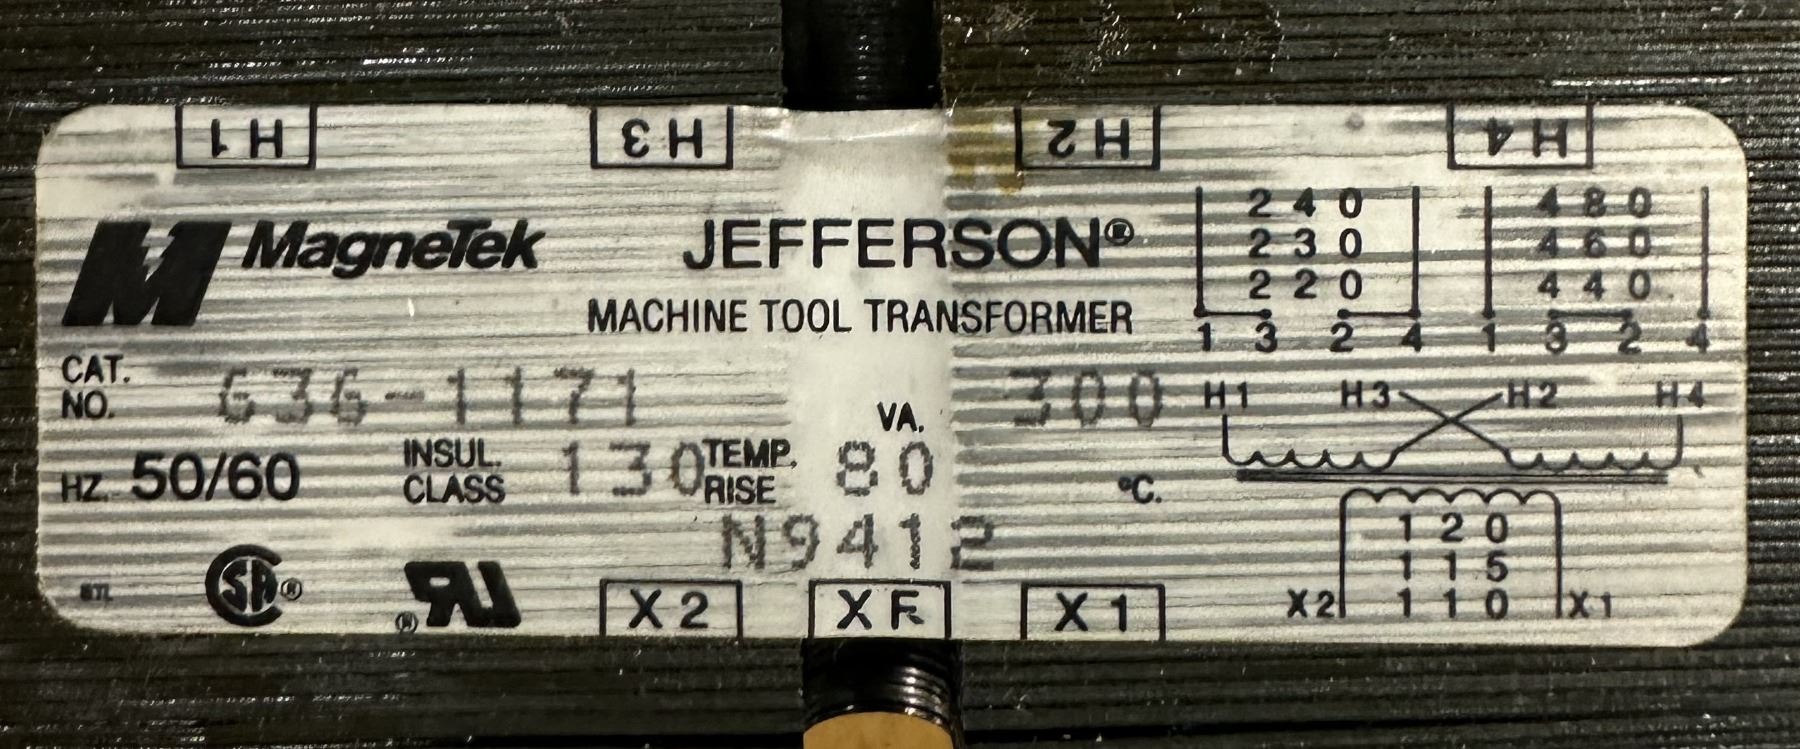 H1 H3 H2 H4
MagneTek JEFFERSON®
MACHINE TOOL TRANSFORMER
240 480
230 460
220 440
1 3 2 4 1 3 2 4
CAT. NO. 636-1171 VA. 300
H1 H3 H2 H4
HZ. 50/60 INSUL. CLASS 130 TEMP. RISE 80 °C.
N9412
120
115
X2 110 X1
SA®
®
X2 XF X1